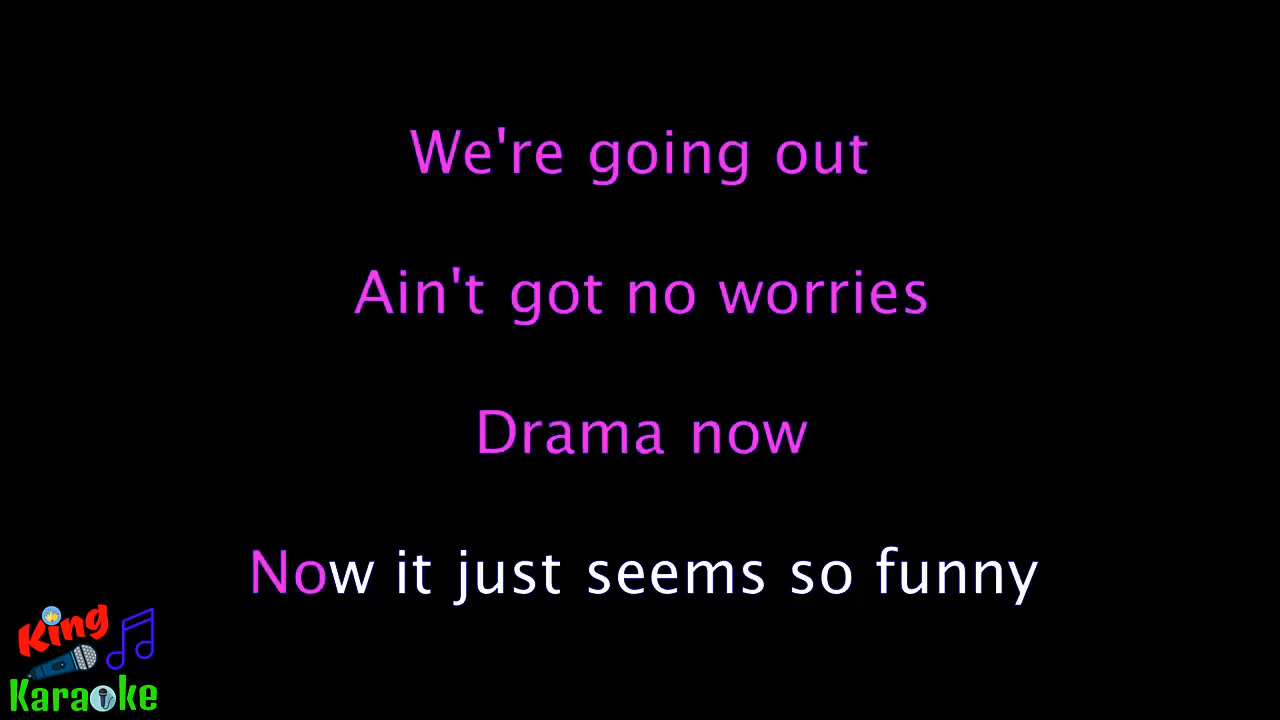 We're going out
Ain't got no worries
Drama now
Now it just seems so funny
King
Karaoke